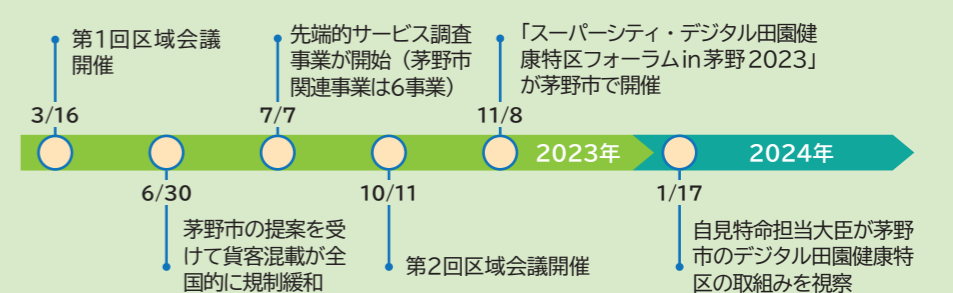 第1回区域会議
開催
3/16
先端的サービス調査
事業が開始（茅野市
関連事業は6事業）
7/7
「スーパーシティ・デジタル田園健
康特区フォーラムin茅野2023」
が茅野市で開催
11/8
2023年
2024年
6/30
茅野市の提案を受
けて貨客混載が全
国的に規制緩和
10/11
第2回区域会議開催
1/17
自見特命担当大臣が茅野
市のデジタル田園健康特
区の取組みを視察